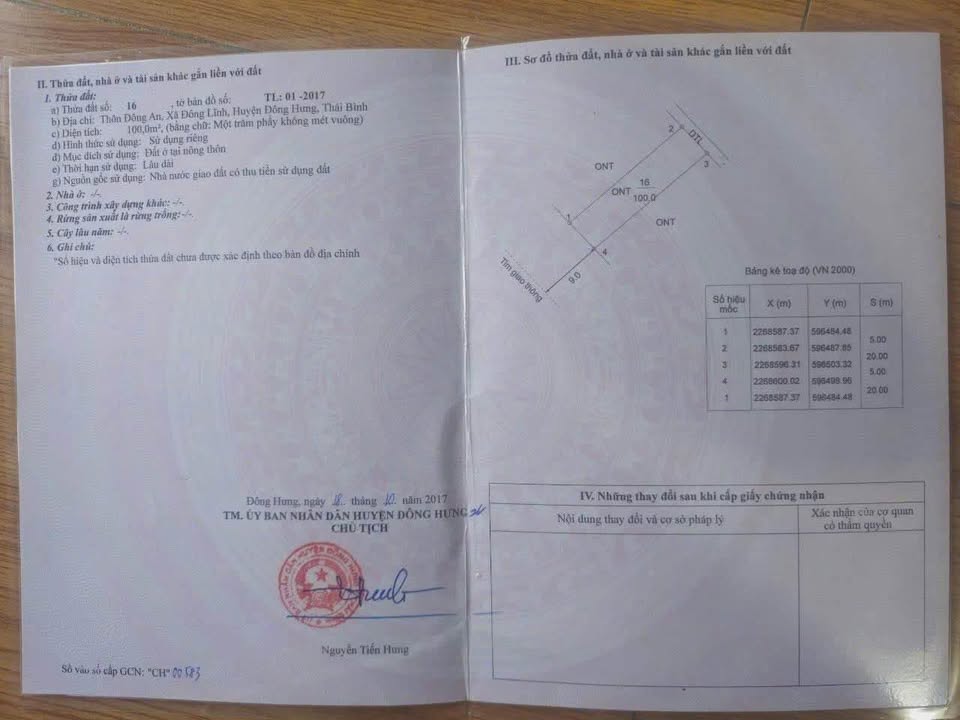 II. Thửa đất, nhà ở và tài sản khác gắn liền với đất
1. Thửa đất:
a) Thửa đất số: 16 , tờ bản đồ số: TL: 01 -2017
b) Địa chỉ: Thôn Đông An, Xã Đông Lĩnh, Huyện Đông Hưng, Thái Bình
c) Diện tích: 100,0m², (bằng chữ: Một trăm phẩy không mét vuông)
d) Hình thức sử dụng: Sử dụng riêng
đ) Mục đích sử dụng: Đất ở tại nông thôn
e) Thời hạn sử dụng: Lâu dài
g) Nguồn gốc sử dụng: Nhà nước giao đất có thu tiền sử dụng đất
2. Nhà ở: -/-.
3. Công trình xây dựng khác: -/-.
4. Rừng sản xuất là rừng trồng:-/-.
5. Cây lâu năm: -/-.
6. Ghi chú:
"Số hiệu và diện tích thửa đất chưa được xác định theo bản đồ địa chính
Đông Hưng, ngày 18 tháng 10 năm 2017
TM. ỦY BAN NHÂN DÂN HUYỆN ĐÔNG HƯNG
CHỦ TỊCH
Nguyễn Tiến Hưng
Số vào sổ cấp GCN: "CH" 00583
III. Sơ đồ thửa đất, nhà ở và tài sản khác gắn liền với đất
2
ĐTL
3
ONT
ONT 16
100.0
1
ONT
4
9.0
Tim giao thông
Bảng kê toạ độ (VN 2000)
Số hiệu mốc X (m) Y (m) S (m)
1 2268587.37 596484.48
5.00
2 2268583.67 596487.85
20.00
3 2268596.31 596503.32
5.00
4 2268600.02 596499.96
20.00
1 2268587.37 596484.48
IV. Những thay đổi sau khi cấp giấy chứng nhận
Nội dung thay đổi và cơ sở pháp lý
Xác nhận của cơ quan
có thẩm quyền